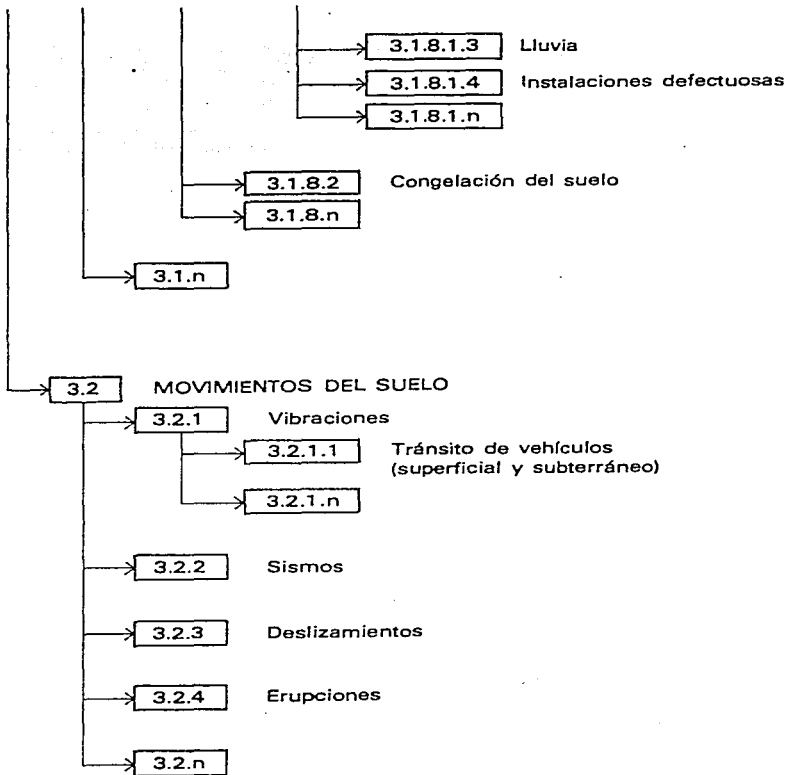 3.1.8.1.3 Lluvia
3.1.8.1.4 Instalaciones defectuosas
3.1.8.1.n
3.1.8.2 Congelación del suelo
3.1.8.n
3.1.n
3.2 MOVIMIENTOS DEL SUELO
3.2.1 Vibraciones
3.2.1.1 Tránsito de vehículos
(superficial y subterráneo)
3.2.1.n
3.2.2 Sismos
3.2.3 Deslizamientos
3.2.4 Erupciones
3.2.n